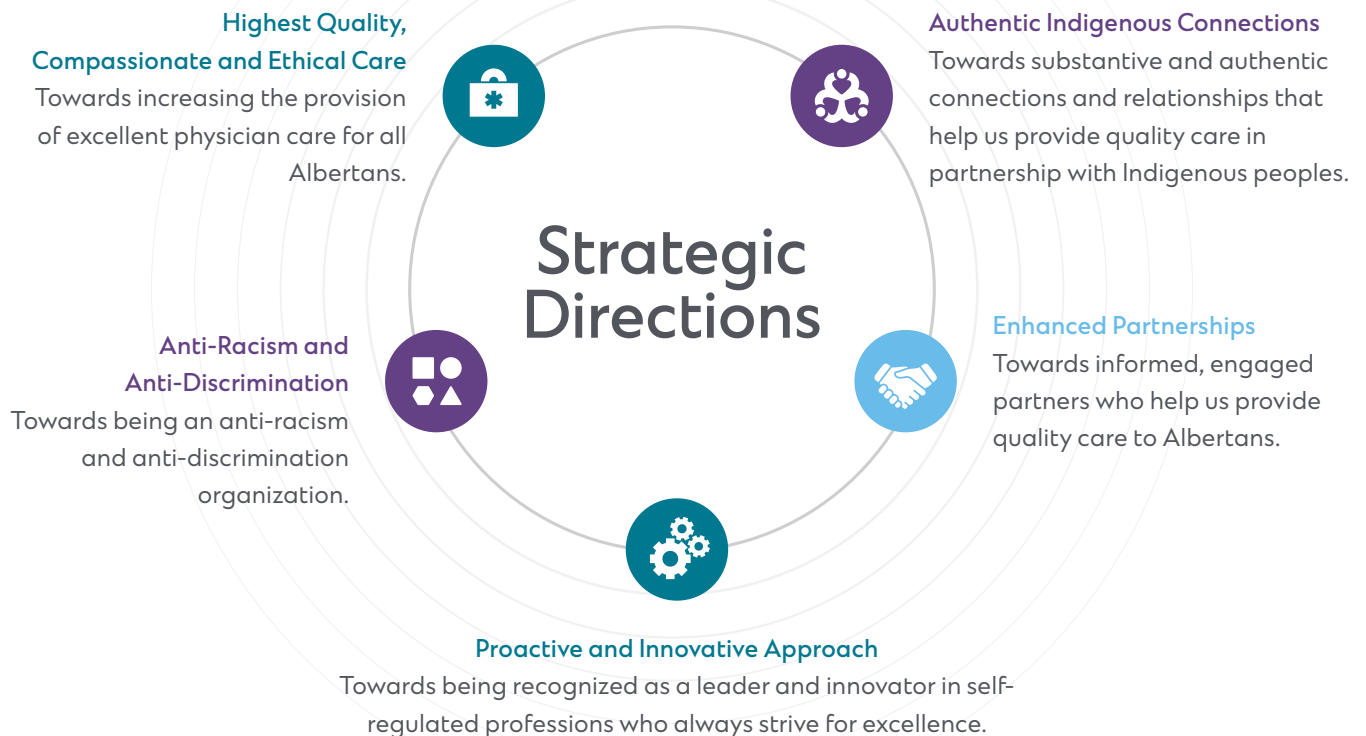 Highest Quality,
Compassionate and Ethical Care
Towards increasing the provision
of excellent physician care for all
Albertans.
Authentic Indigenous Connections
Towards substantive and authentic
connections and relationships that
help us provide quality care in
partnership with Indigenous peoples.
Strategic
Directions
Anti-Racism and
Anti-Discrimination
Towards being an anti-racism
and anti-discrimination
organization.
Enhanced Partnerships
Towards informed, engaged
partners who help us provide
quality care to Albertans.
Proactive and Innovative Approach
Towards being recognized as a leader and innovator in self-
regulated professions who always strive for excellence.